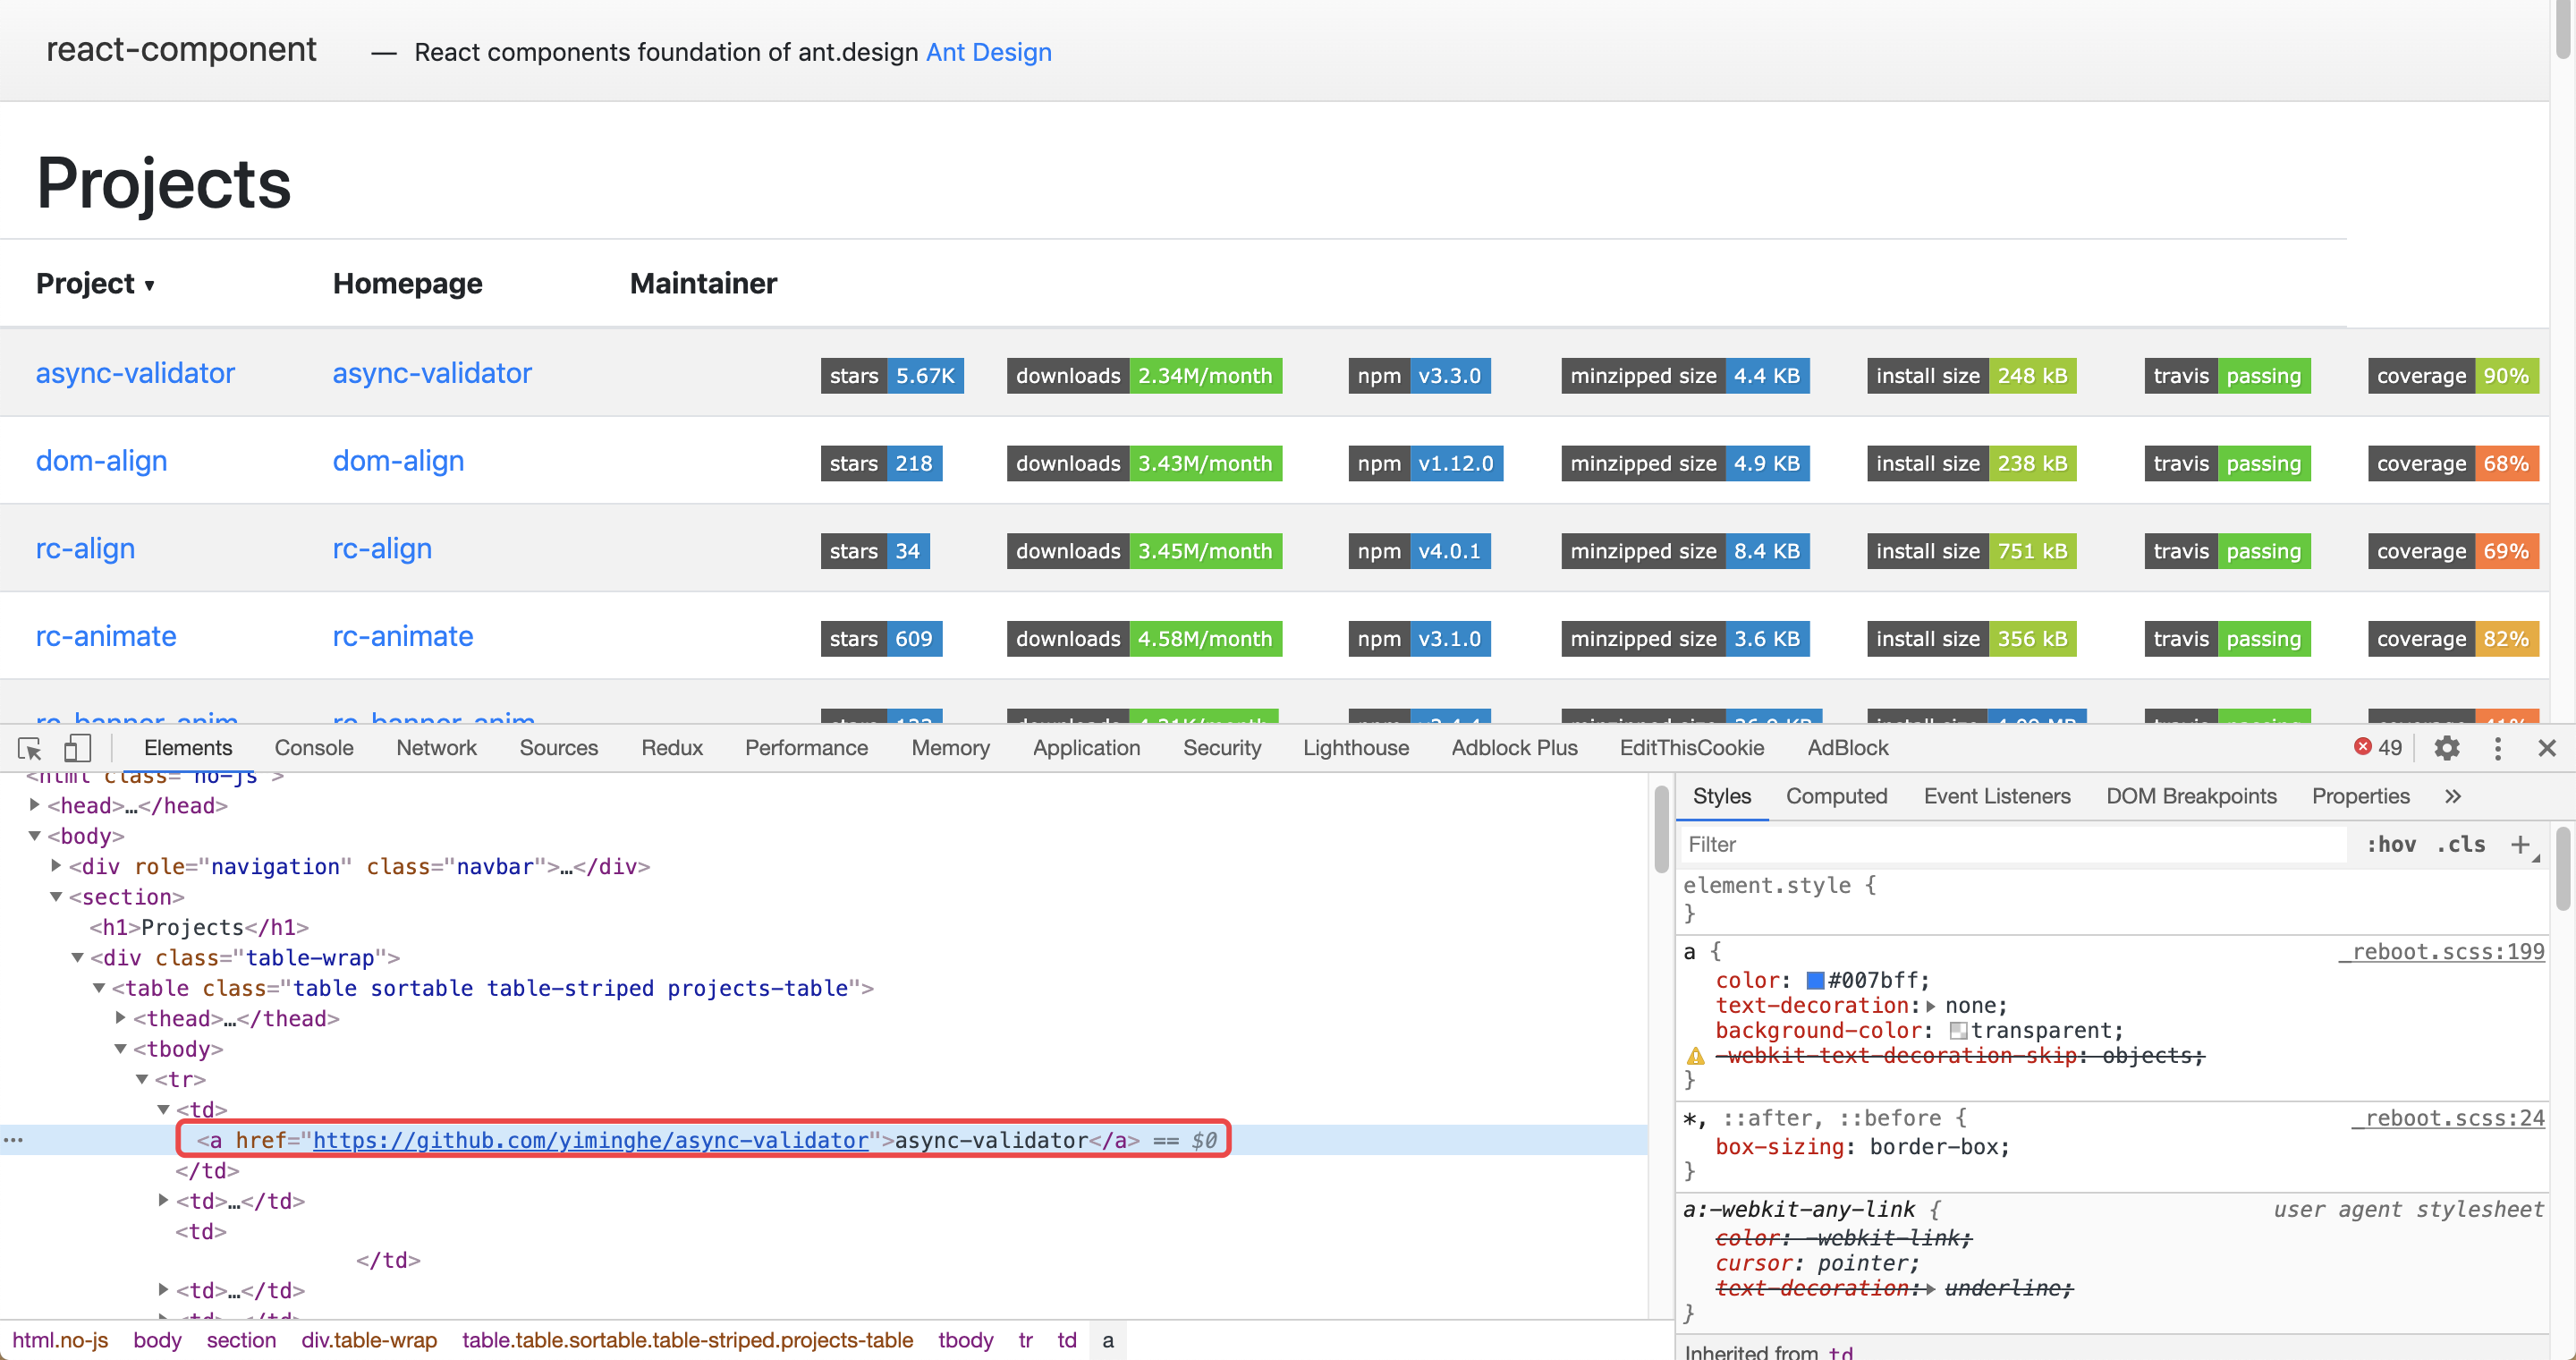 react-component — React components foundation of ant.design Ant Design
Projects
Project ▼ Homepage Maintainer
async-validator async-validator stars 5.67K downloads 2.34M/month npm v3.3.0 minzipped size 4.4 KB install size 248 kB travis passing coverage 90%
dom-align dom-align stars 218 downloads 3.43M/month npm v1.12.0 minzipped size 4.9 KB install size 238 kB travis passing coverage 68%
rc-align rc-align stars 34 downloads 3.45M/month npm v4.0.1 minzipped size 8.4 KB install size 751 kB travis passing coverage 69%
rc-animate rc-animate stars 609 downloads 4.58M/month npm v3.1.0 minzipped size 3.6 KB install size 356 kB travis passing coverage 82%
rc-banner-anim rc-banner-anim
Elements Console Network Sources Redux Performance Memory Application Security Lighthouse Adblock Plus EditThisCookie AdBlock 49
<html class="no-js">
<head>…</head>
<body>
<div role="navigation" class="navbar">…</div>
<section>
<h1>Projects</h1>
<div class="table-wrap">
<table class="table sortable table-striped projects-table">
<thead>…</thead>
<tbody>
<tr>
<td>
<a href="https://github.com/yiminghe/async-validator">async-validator</a> == $0
</td>
<td>…</td>
<td>
</td>
<td>…</td>
html.no-js body section div.table-wrap table.table.sortable.table-striped.projects-table tbody tr td a
Styles Computed Event Listeners DOM Breakpoints Properties »
Filter :hov .cls +
element.style {
}
a { _reboot.scss:199
color: #007bff;
text-decoration: none;
background-color: transparent;
-webkit-text-decoration-skip: objects;
}
*, ::after, ::before { _reboot.scss:24
box-sizing: border-box;
}
a:-webkit-any-link { user agent stylesheet
color: -webkit-link;
cursor: pointer;
text-decoration: underline;
}
Inherited from td